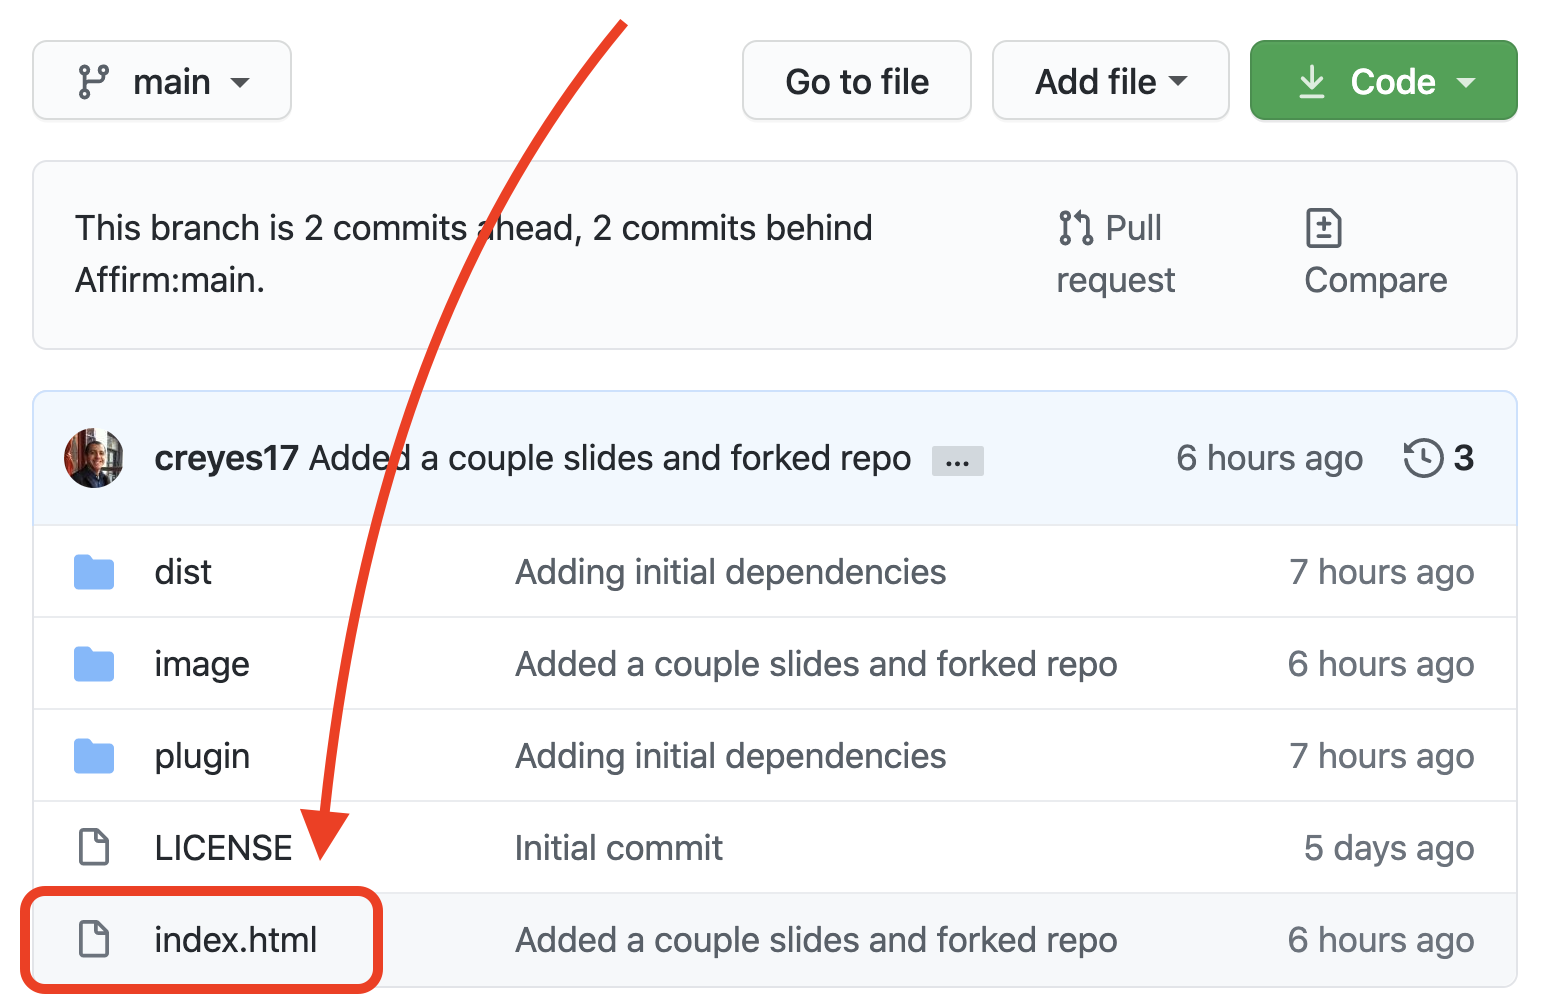 main
Go to file
Add file
Code
This branch is 2 commits ahead, 2 commits behind
Affirm:main.
Pull
request
Compare
creyes17 Added a couple slides and forked repo ... 6 hours ago 3
dist Adding initial dependencies 7 hours ago
image Added a couple slides and forked repo 6 hours ago
plugin Adding initial dependencies 7 hours ago
LICENSE Initial commit 5 days ago
index.html Added a couple slides and forked repo 6 hours ago